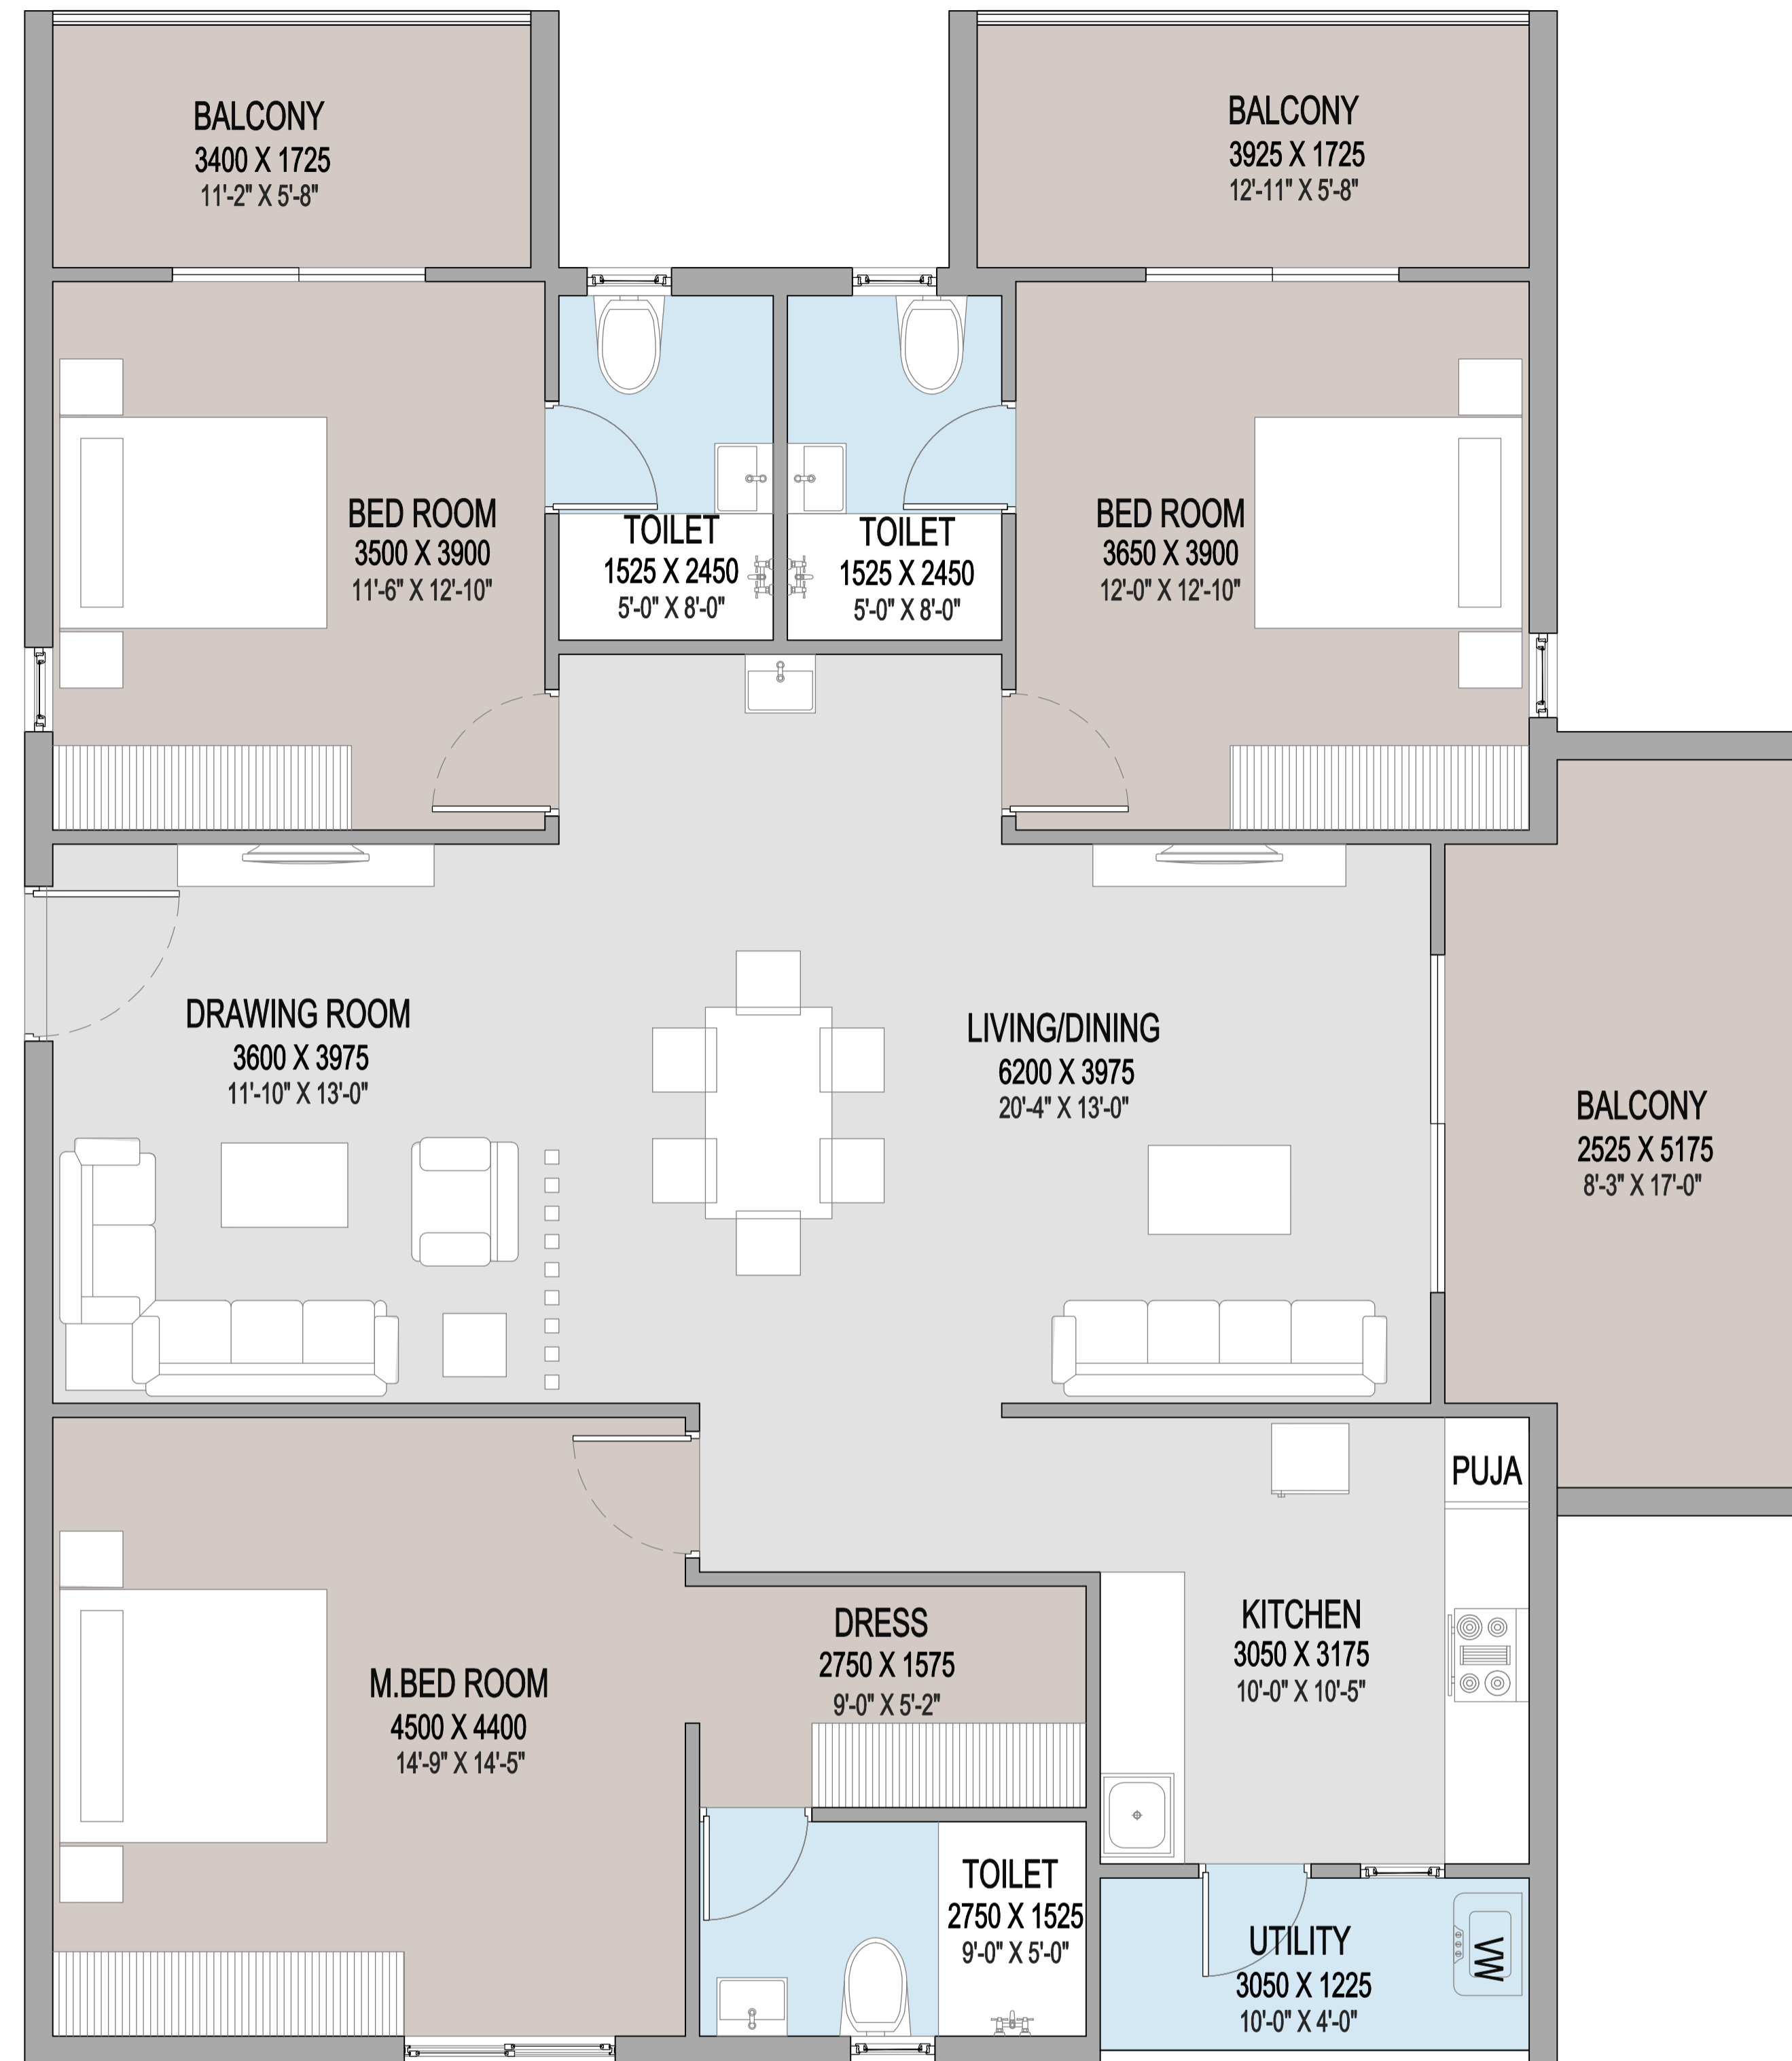 BALCONY
3400 X 1725
11'-2" X 5'-8"
BALCONY
3925 X 1725
12'-11" X 5'-8"
BED ROOM
3500 X 3900
11'-6" X 12'-10"
TOILET
1525 X 2450
5'-0" X 8'-0"
TOILET
1525 X 2450
5'-0" X 8'-0"
BED ROOM
3650 X 3900
12'-0" X 12'-10"
DRAWING ROOM
3600 X 3975
11'-10" X 13'-0"
LIVING/DINING
6200 X 3975
20'-4" X 13'-0"
BALCONY
2525 X 5175
8'-3" X 17'-0"
PUJA
M.BED ROOM
4500 X 4400
14'-9" X 14'-5"
DRESS
2750 X 1575
9'-0" X 5'-2"
KITCHEN
3050 X 3175
10'-0" X 10'-5"
TOILET
2750 X 1525
9'-0" X 5'-0"
UTILITY
3050 X 1225
10'-0" X 4'-0"
W